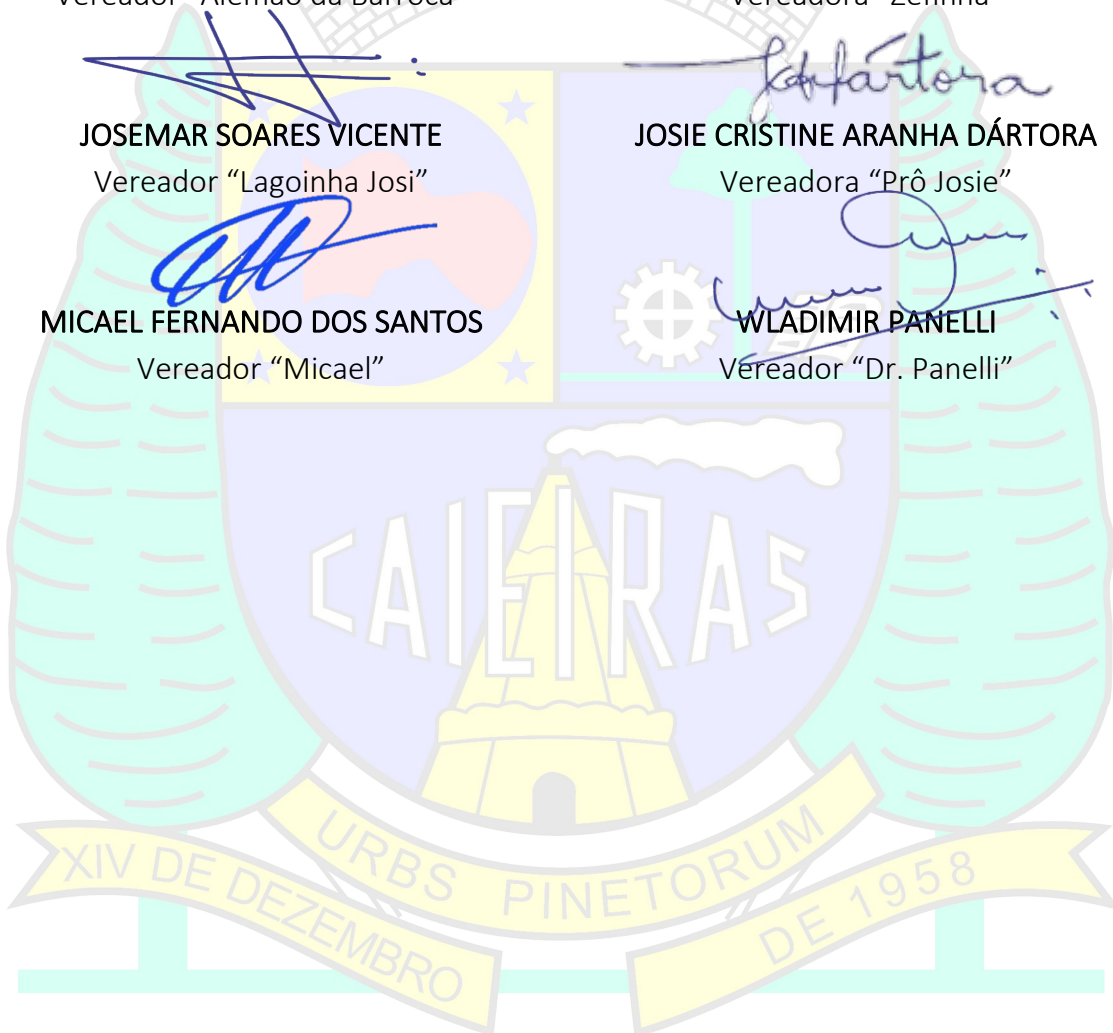 Vereador “Alemão da Barroca”
Vereadora “Zefinha”
JOSEMAR SOARES VICENTE
Vereador “Lagoinha Josi”
JOSIE CRISTINE ARANHA DÁRTORA
Vereadora “Prô Josie”
MICAEL FERNANDO DOS SANTOS
Vereador “Micael”
WLADIMIR PANELLI
Vereador “Dr. Panelli”
CAIEIRAS
URBS PINETORUM
XIV DE DEZEMBRO
DE 1958